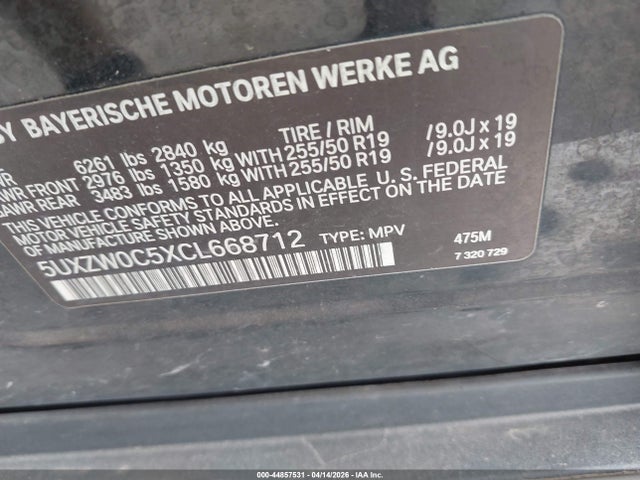 BY BAYERISCHE MOTOREN WERKE AG
6261 lbs 2840 kg TIRE / RIM
FRONT 2976 lbs 1350 kg WITH 255/50 R19 /9.0J x 19
REAR 3483 lbs 1580 kg WITH 255/50 R19 /9.0J x 19
THIS VEHICLE CONFORMS TO ALL APPLICABLE U. S. FEDERAL
MOTOR VEHICLE SAFETY STANDARDS IN EFFECT ON THE DATE
OF MANUFACTURE SHOWN ABOVE.
5UXZW0C5XCL668712 TYPE: MPV 475M
7 320 729
000-44857531 - 04/14/2026 - IAA Inc.